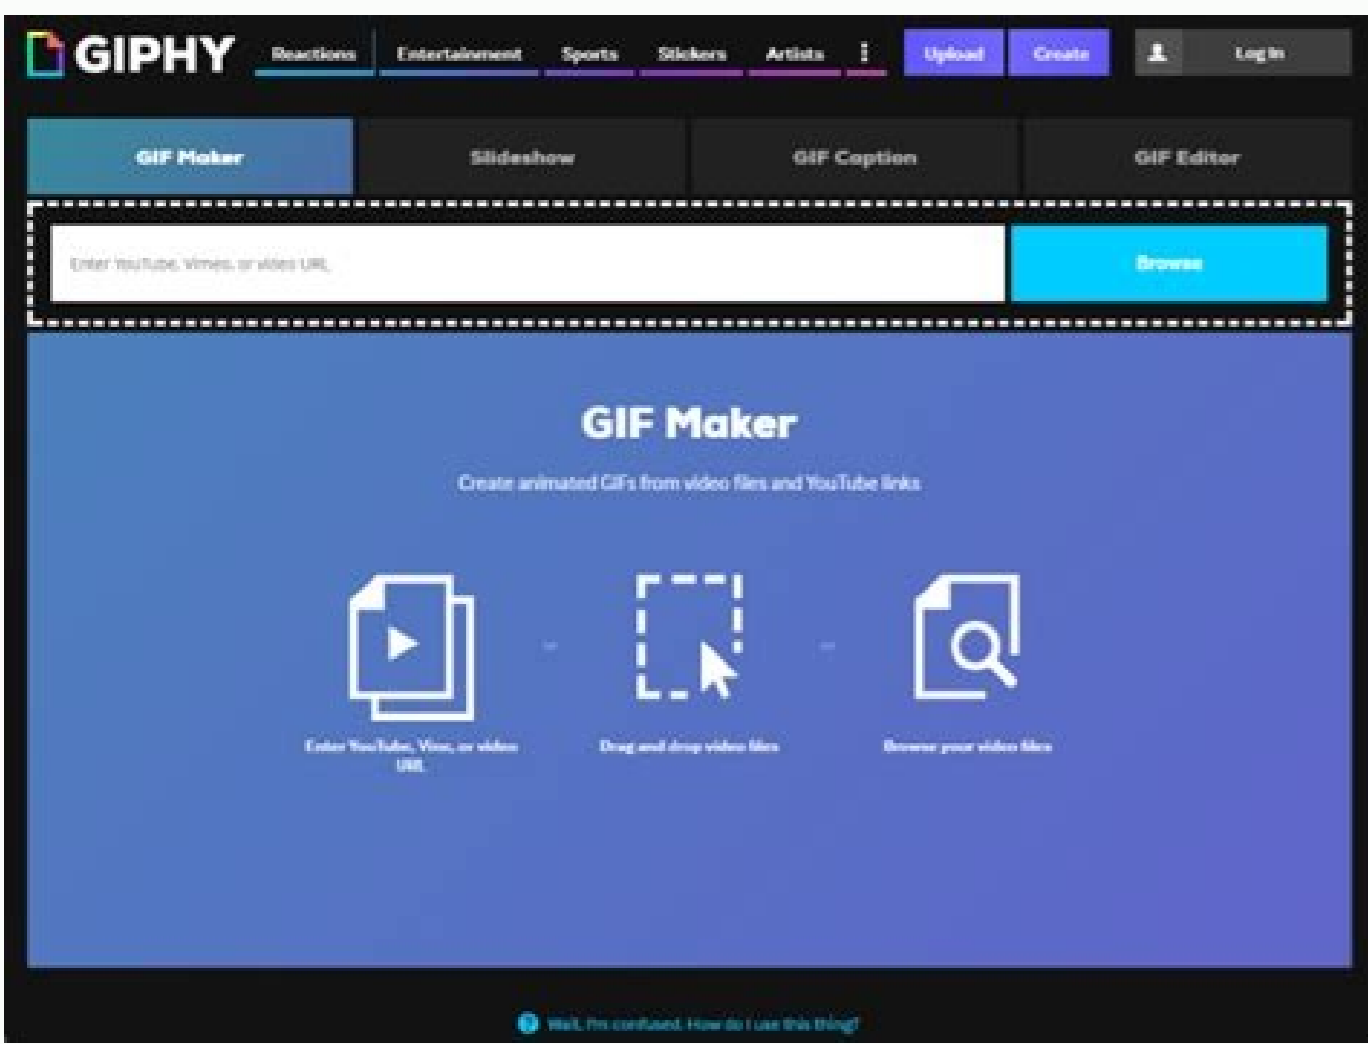 GIPHY
Reactions
Entertainment
Sports
Stickers
Artists
Upload
Create
Log In
GIF Maker
Slideshow
GIF Caption
GIF Editor
Enter YouTube, Vimeo, or video URL
Browse
GIF Maker
Create animated GIFs from video files and YouTube links
Enter YouTube, Vine, or video
URL
Drag and drop video files
Browse your video files
Wait, I'm confused. How do I use this thing?